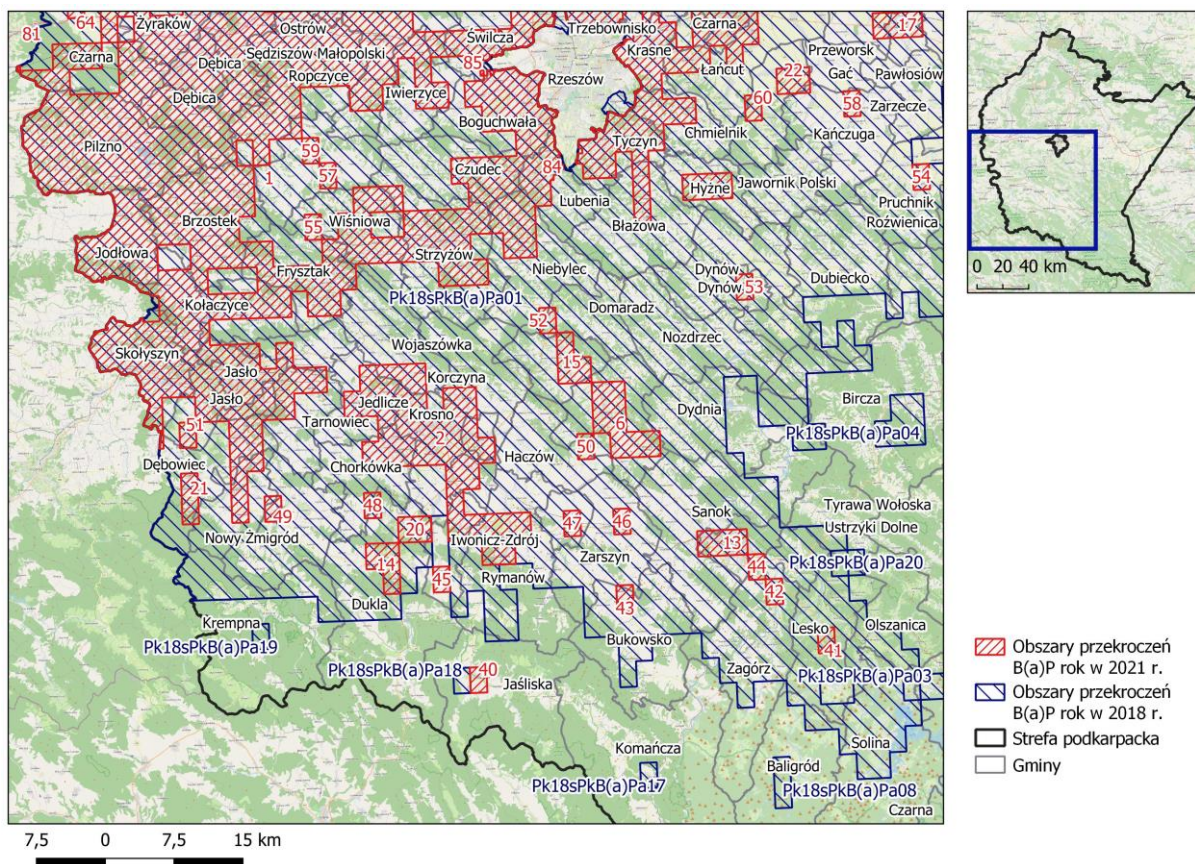 81
64
Żyraków
Ostrów
Świlcza
Trzebownisko
Czarna
17
Czarna
Dębica
Sędziszów Małopolski
85
Krasne
Przeworsk
Ropczyce
Rzeszów
Łańcut
22
Gać
Pawłosiów
Dębica
Iwierzyce
60
58
Zarzecze
Boguchwała
Pilzno
59
Tyczyn
Chmielnik
Kańczuga
1
57
Czudec
84
54
Hyżne
Jawornik Polski
Lubenia
Pruchnik
Brzostek
55
Wiśniowa
Błażowa
Roźwienica
Jodłowa
Strzyżów
Frysztak
Niebylec
Dynów
Dubiecko
Dynów
53
Kołaczyce
Pk18sPkB(a)Pa01
Domaradz
52
Nozdrzec
Skołyszyn
Wojaszówka
15
Jasło
Korczyna
Jedlicze
Bircza
Jasło
Krosno
Dydnia
Tarnowiec
51
2
6
Pk18sPkB(a)Pa04
50
Dębowiec
Chorkówka
Haczów
21
48
49
Tyrawa Wołoska
47
46
Sanok
Ustrzyki Dolne
Nowy Żmigród
20
Iwonicz-Zdrój
13
14
Zarszyn
Pk18sPkB(a)Pa20
44
45
Rymanów
42
43
Dukla
Krempna
Lesko
Olszanica
Pk18sPkB(a)Pa19
Bukowsko
41
Pk18sPkB(a)Pa18
40
Jaśliska
Zagórz
Pk18sPkB(a)Pa03
Komańcza
Solina
Baligród
Pk18sPkB(a)Pa17
Pk18sPkB(a)Pa08
Czarna
7,5 0 7,5 15 km
0 20 40 km
Obszary przekroczeń
B(a)P rok w 2021 r.
Obszary przekroczeń
B(a)P rok w 2018 r.
Strefa podkarpacka
Gminy